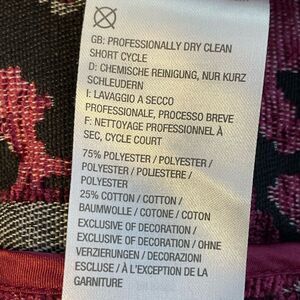 GB: PROFESSIONALLY DRY CLEAN
SHORT CYCLE
D: CHEMISCHE REINIGUNG, NUR KURZ
SCHLEUDERN
I: LAVAGGIO A SECCO
PROFESSIONALE, PROCESSO BREVE
F: NETTOYAGE PROFESSIONNEL À
SEC, CYCLE COURT
75% POLYESTER / POLYESTER /
POLYESTER / POLIESTERE /
POLYESTER
25% COTTON / COTTON /
BAUMWOLLE / COTONE / COTON
EXCLUSIVE OF DECORATION /
EXCLUSIVE OF DECORATION / OHNE
VERZIERUNGEN / DECORAZIONI
ESCLUSE / À L'EXCEPTION DE LA
GARNITURE